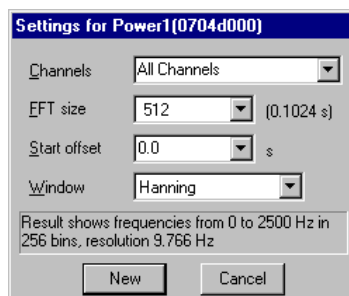 Settings for Power1(0704d000)
Channels All Channels
FFT size 512 (0.1024 s)
Start offset 0.0 s
Window Hanning
Result shows frequencies from 0 to 2500 Hz in
256 bins, resolution 9.766 Hz
New Cancel